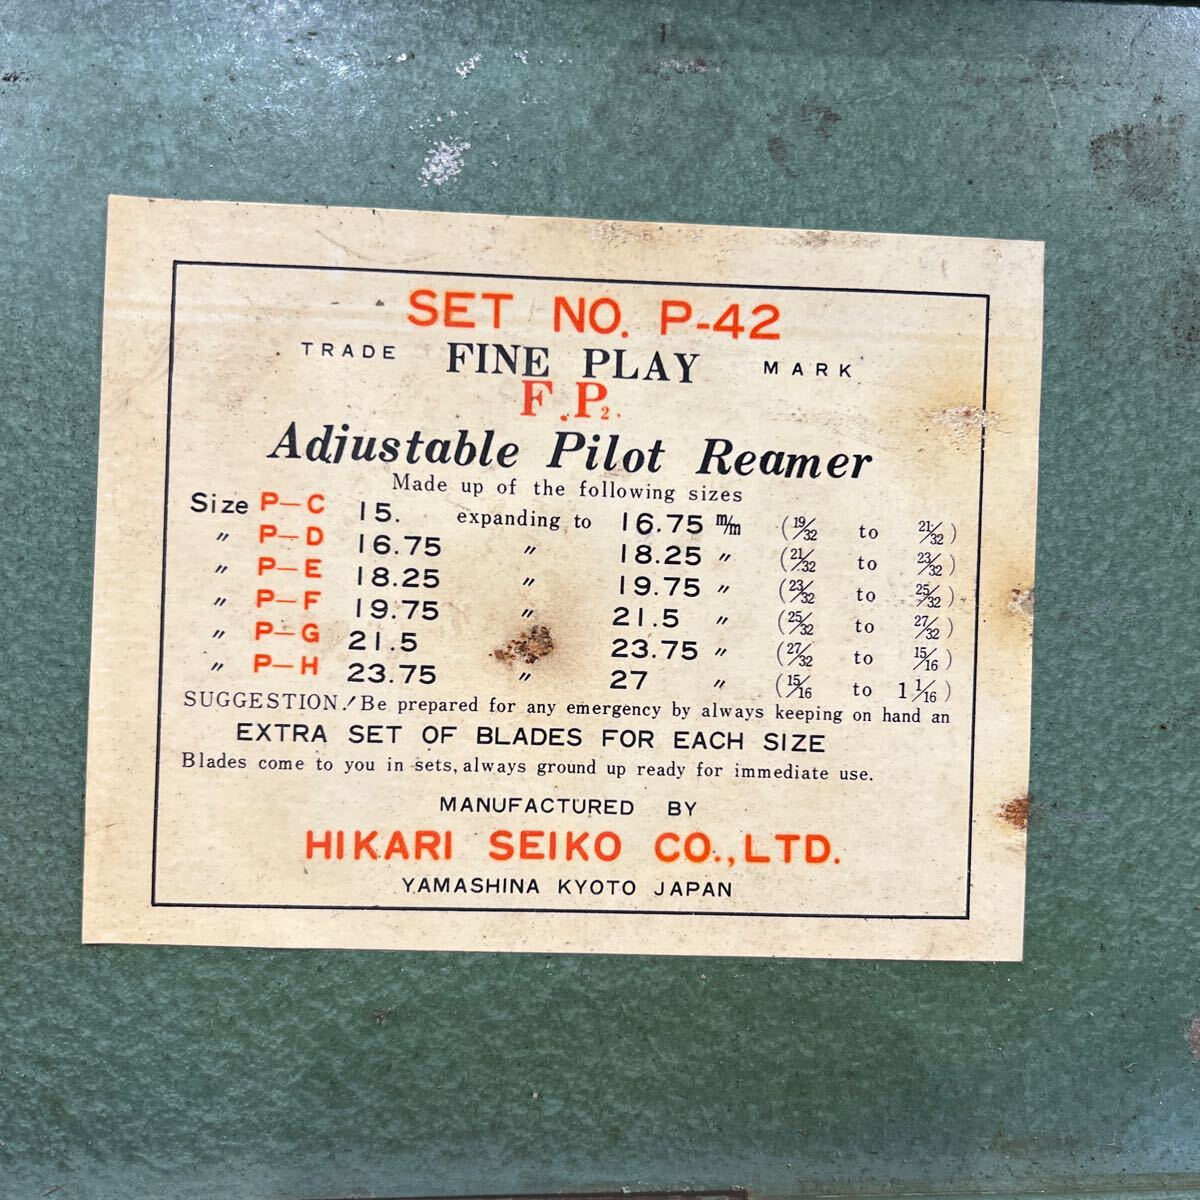 SET NO. P-42
TRADE FINE PLAY MARK
F.P2.
Adjustable Pilot Reamer
Made up of the following sizes
Size P-C 15. expanding to 16.75 m/m (19/32 to 21/32)
〃 P-D 16.75 〃 18.25 〃 (21/32 to 23/32)
〃 P-E 18.25 〃 19.75 〃 (23/32 to 25/32)
〃 P-F 19.75 〃 21.5 〃 (25/32 to 27/32)
〃 P-G 21.5 〃 23.75 〃 (27/32 to 15/16)
〃 P-H 23.75 〃 27 〃 (15/16 to 1 1/16)
SUGGESTION! Be prepared for any emergency by always keeping on hand an
EXTRA SET OF BLADES FOR EACH SIZE
Blades come to you in sets, always ground up ready for immediate use.
MANUFACTURED BY
HIKARI SEIKO CO., LTD.
YAMASHINA KYOTO JAPAN